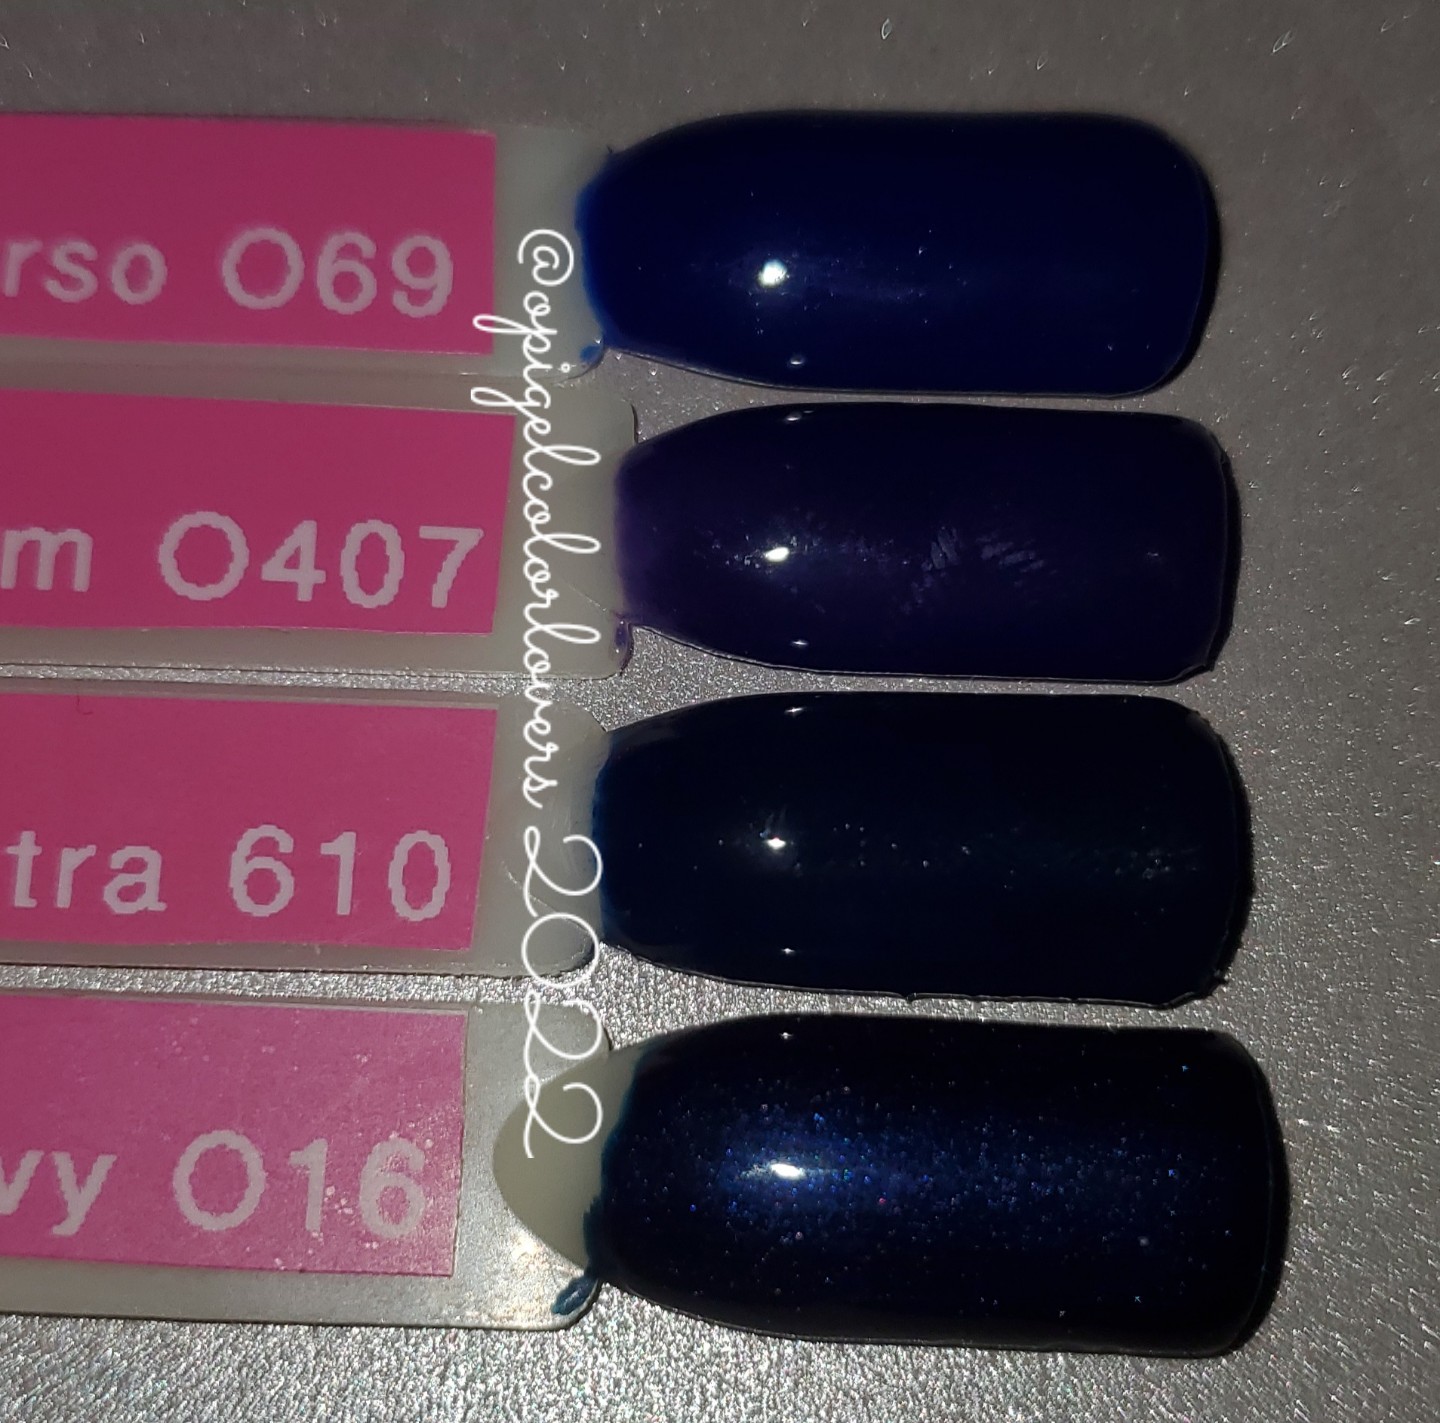 rso O69
m O407
tra 610
vy O16
@opigelcolorlovers 2022